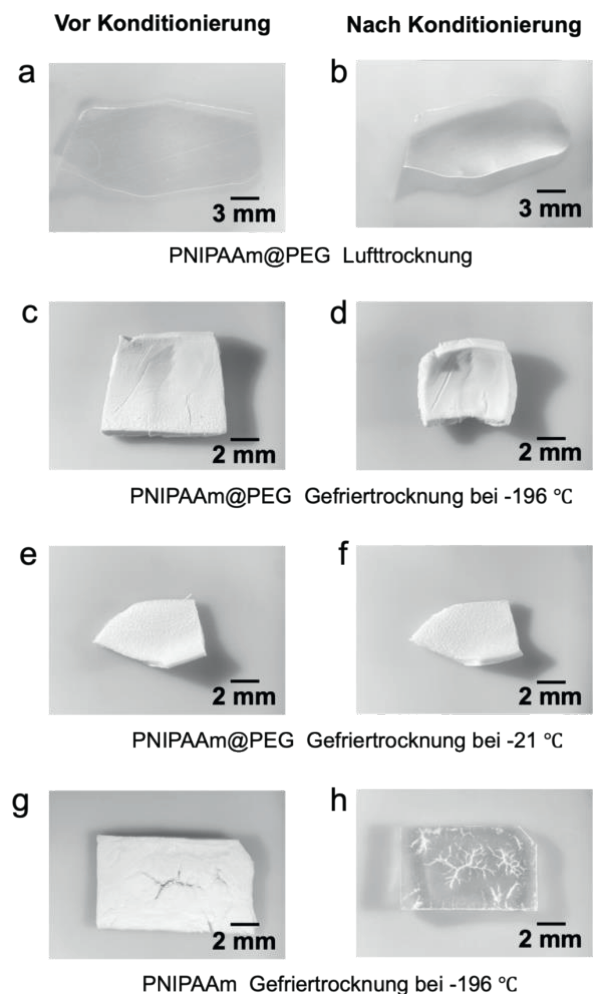 Vor Konditionierung Nach Konditionierung
a b
3 mm 3 mm
PNIPAAm@PEG Lufttrocknung
c d
2 mm 2 mm
PNIPAAm@PEG Gefriertrocknung bei -196 ℃
e f
2 mm 2 mm
PNIPAAm@PEG Gefriertrocknung bei -21 ℃
g h
2 mm 2 mm
PNIPAAm Gefriertrocknung bei -196 ℃